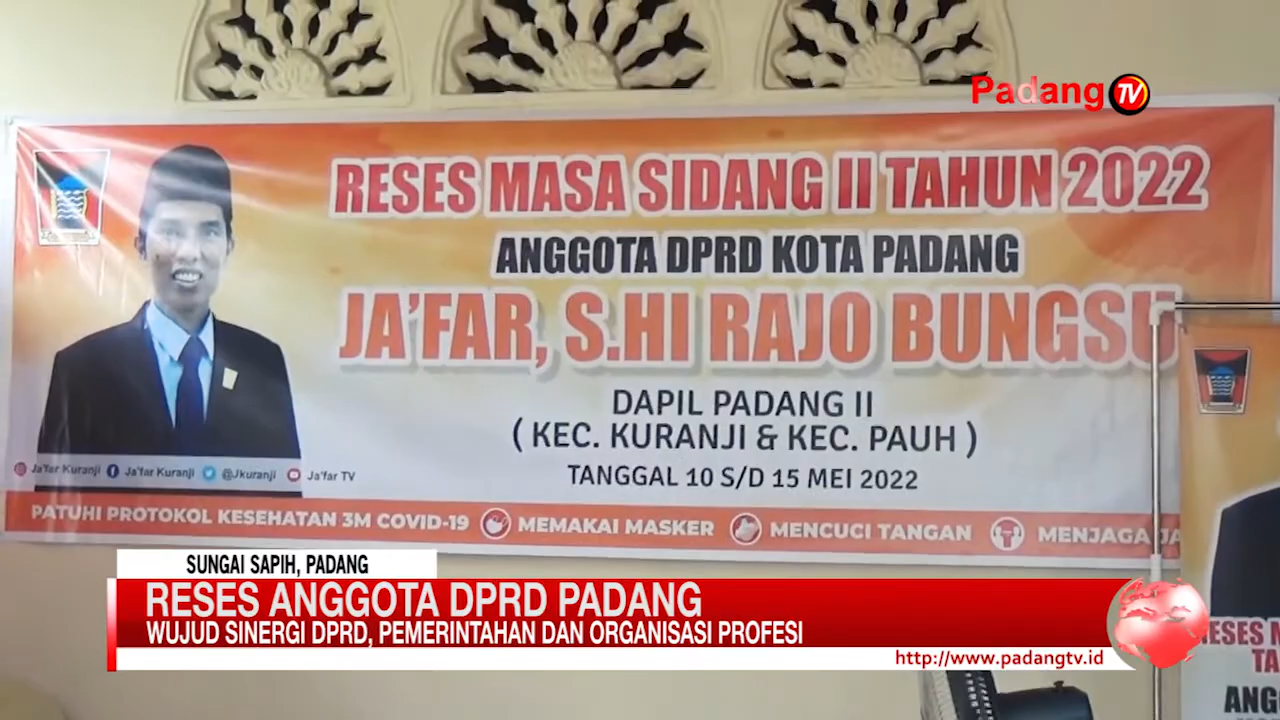 Padang TV
RESES MASA SIDANG II TAHUN 2022
ANGGOTA DPRD KOTA PADANG
JA'FAR, S.HI RAJO BUNGSU
DAPIL PADANG II
( KEC. KURANJI & KEC. PAUH )
TANGGAL 10 S/D 15 MEI 2022
Ja'far Kuranji Ja'far Kuranji @Jkuranji Ja'far TV
PATUHI PROTOKOL KESEHATAN 3M COVID-19 MEMAKAI MASKER MENCUCI TANGAN MENJAGA JA
SUNGAI SAPIH, PADANG
RESES ANGGOTA DPRD PADANG
WUJUD SINERGI DPRD, PEMERINTAHAN DAN ORGANISASI PROFESI
http://www.padangtv.id
RESES M
TA
ANGG